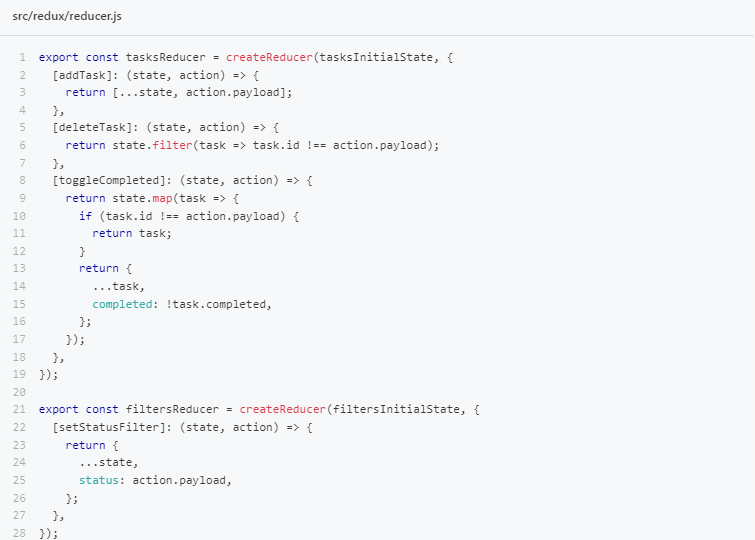 src/redux/reducer.js
1 export const tasksReducer = createReducer(tasksInitialState, {
2 [addTask]: (state, action) => {
3 return [...state, action.payload];
4 },
5 [deleteTask]: (state, action) => {
6 return state.filter(task => task.id !== action.payload);
7 },
8 [toggleCompleted]: (state, action) => {
9 return state.map(task => {
10 if (task.id !== action.payload) {
11 return task;
12 }
13 return {
14 ...task,
15 completed: !task.completed,
16 };
17 });
18 },
19 });
20
21 export const filtersReducer = createReducer(filtersInitialState, {
22 [setStatusFilter]: (state, action) => {
23 return {
24 ...state,
25 status: action.payload,
26 };
27 },
28 });